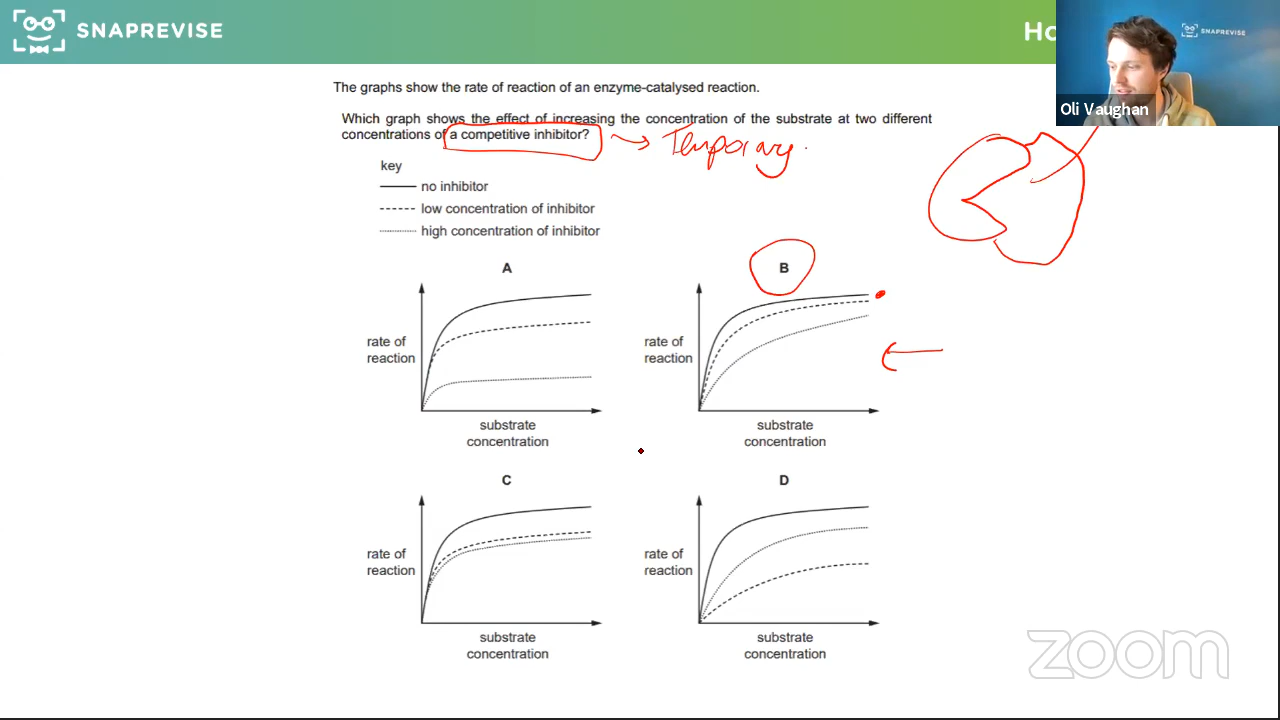 SNAPREVISE
SNAPREVISE
Oli Vaughan
The graphs show the rate of reaction of an enzyme-catalysed reaction.
Which graph shows the effect of increasing the concentration of the substrate at two different
concentrations of a competitive inhibitor?
Temporary.
key
no inhibitor
low concentration of inhibitor
high concentration of inhibitor
A
B
rate of
reaction
substrate
concentration
rate of
reaction
substrate
concentration
C
D
rate of
reaction
substrate
concentration
rate of
reaction
substrate
concentration
zoom